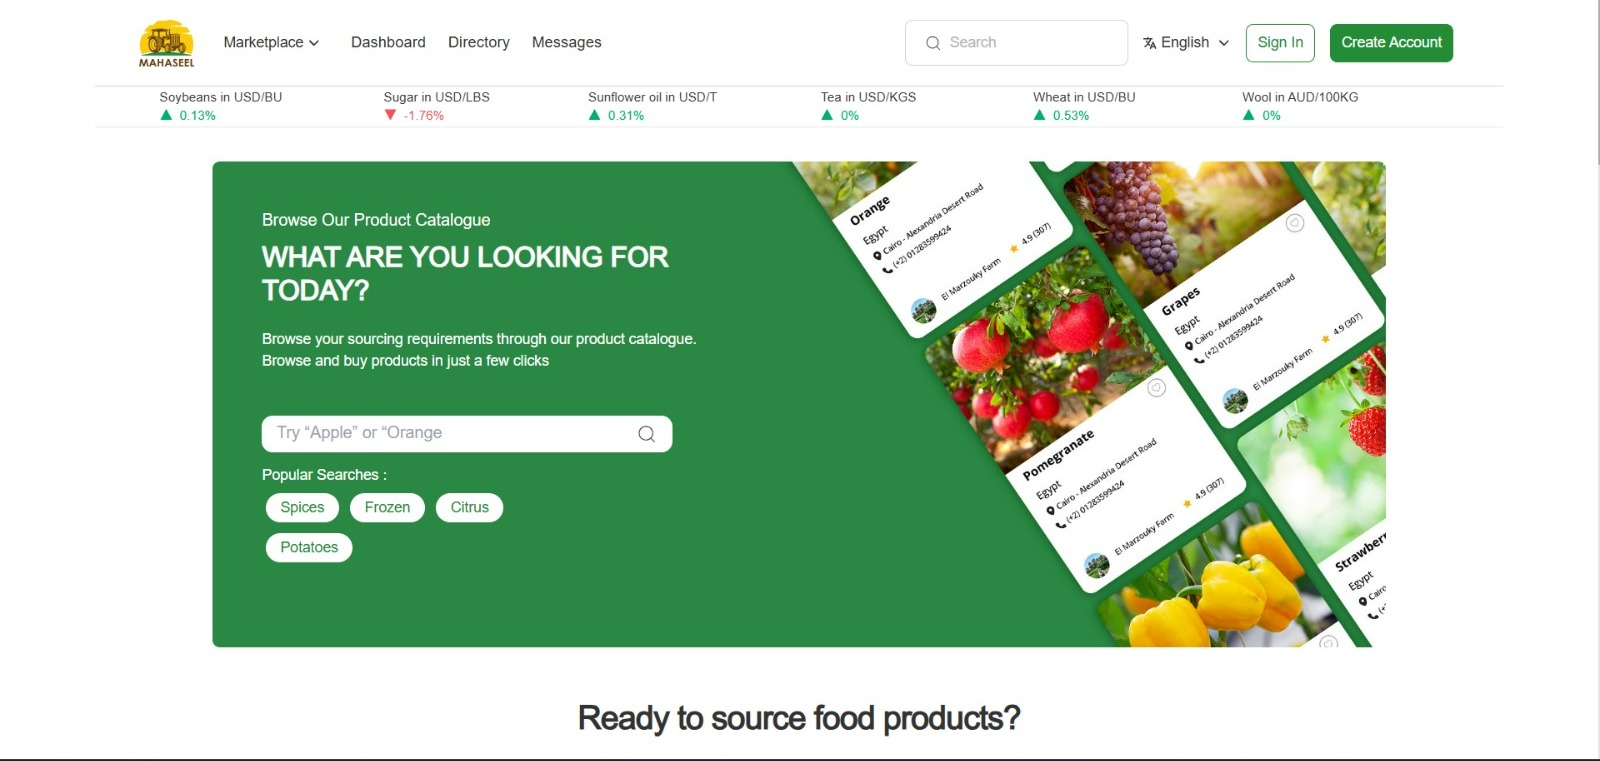 MAHASEEL
Marketplace
Dashboard
Directory
Messages
Search
English
Sign In
Create Account
Soybeans in USD/BU
0.13%
Sugar in USD/LBS
-1.76%
Sunflower oil in USD/T
0.31%
Tea in USD/KGS
0%
Wheat in USD/BU
0.53%
Wool in AUD/100KG
0%
Browse Our Product Catalogue
WHAT ARE YOU LOOKING FOR
TODAY?
Browse your sourcing requirements through our product catalogue.
Browse and buy products in just a few clicks
Try “Apple” or “Orange
Popular Searches :
Spices
Frozen
Citrus
Potatoes
Orange
Egypt
Cairo - Alexandria Desert Road
(+2) 01283599424
El Marzouky Farm
4.9 (307)
Grapes
Egypt
Cairo - Alexandria Desert Road
(+2) 01283599424
El Marzouky Farm
4.9 (307)
Pomegranate
Egypt
Cairo - Alexandria Desert Road
(+2) 01283599424
El Marzouky Farm
4.9 (307)
Strawberr
Egypt
Cairo
(+2
Ready to source food products?